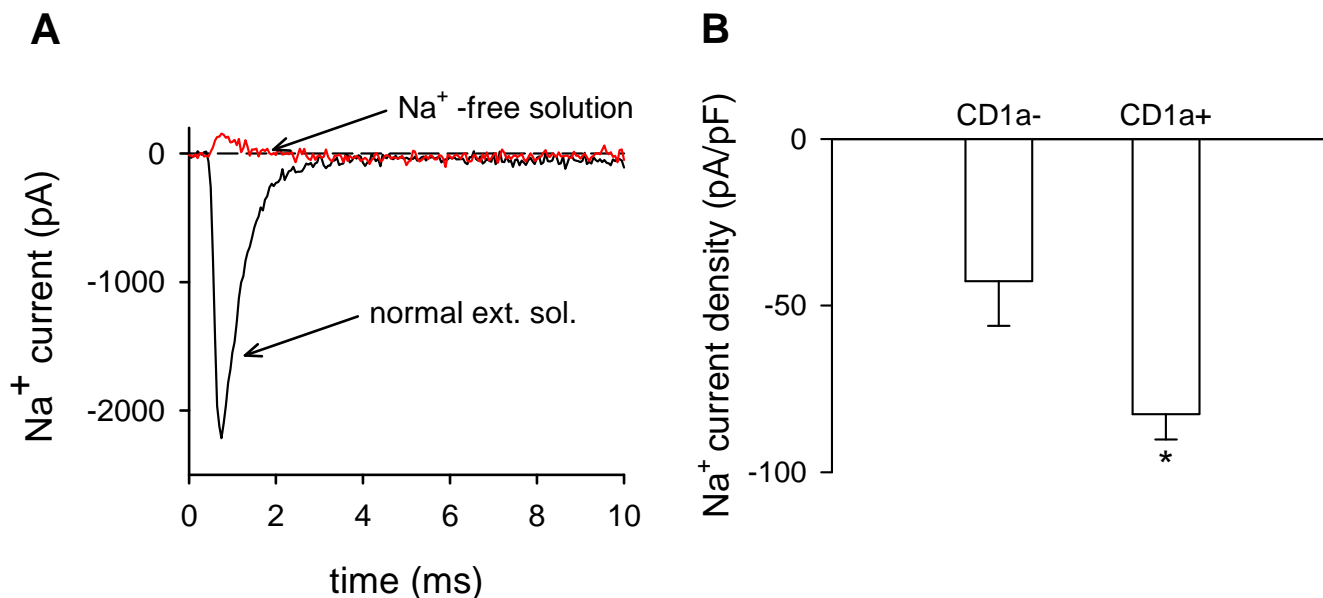 A
Na⁺ -free solution
0
-1000
-2000
Na⁺ current (pA)
normal ext. sol.
0 2 4 6 8 10
time (ms)
B
CD1a- CD1a+
0
-50
-100
Na⁺ current density (pA/pF)
*